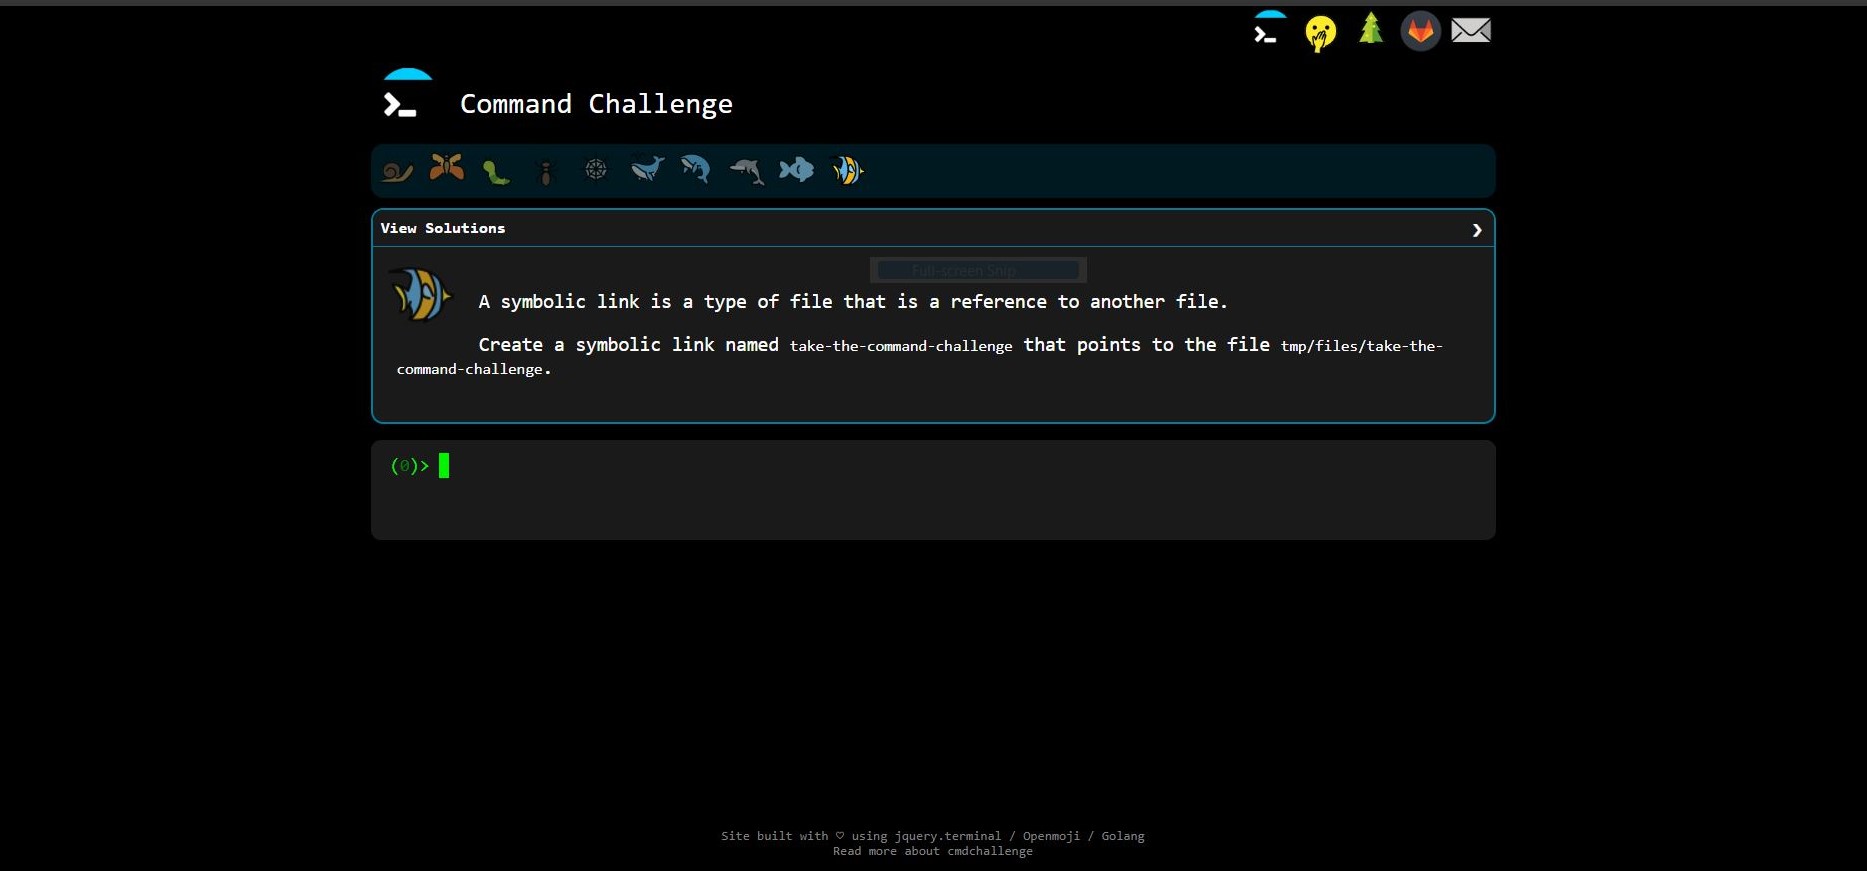 Command Challenge
View Solutions
Full-screen Snip
A symbolic link is a type of file that is a reference to another file.
Create a symbolic link named take-the-command-challenge that points to the file tmp/files/take-the-
command-challenge.
(0)>
Site built with ♡ using jquery.terminal / Openmoji / Golang
Read more about cmdchallenge